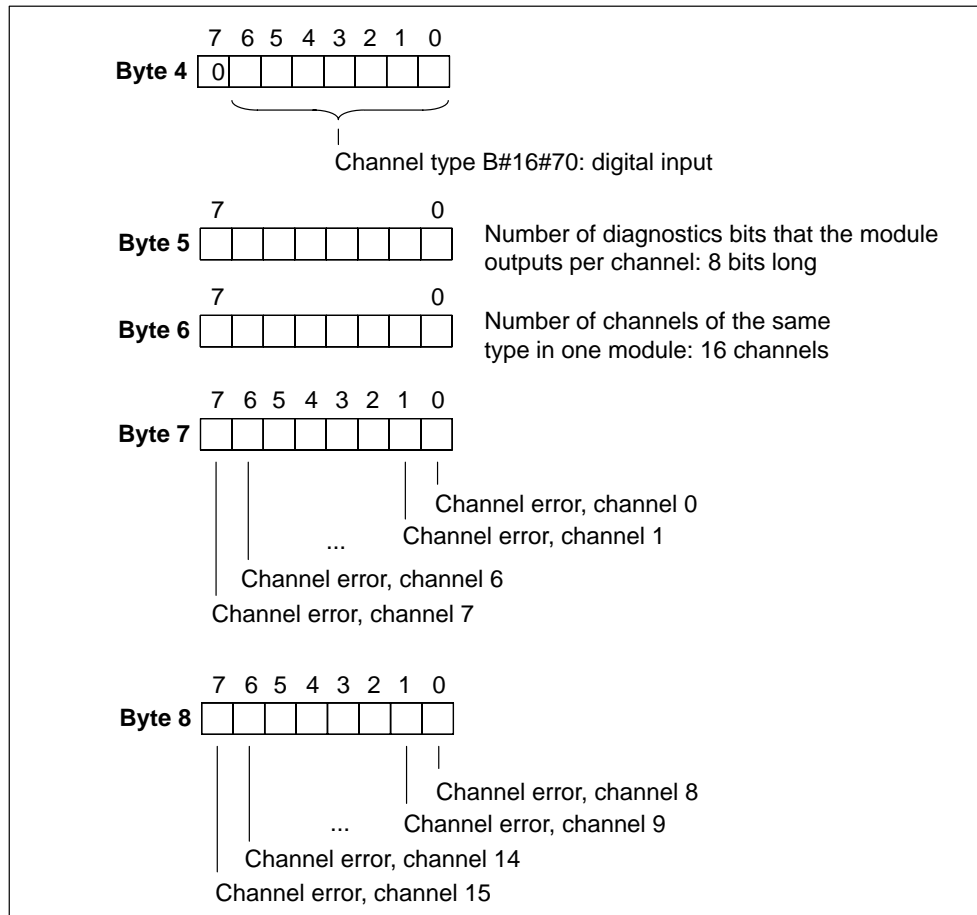 7 6 5 4 3 2 1 0
Byte 4 0
Channel type B#16#70: digital input
7 0
Byte 5
Number of diagnostics bits that the module
outputs per channel: 8 bits long
7 0
Byte 6
Number of channels of the same
type in one module: 16 channels
7 6 5 4 3 2 1 0
Byte 7
Channel error, channel 0
Channel error, channel 1
...
Channel error, channel 6
Channel error, channel 7
7 6 5 4 3 2 1 0
Byte 8
Channel error, channel 8
... Channel error, channel 9
Channel error, channel 14
Channel error, channel 15